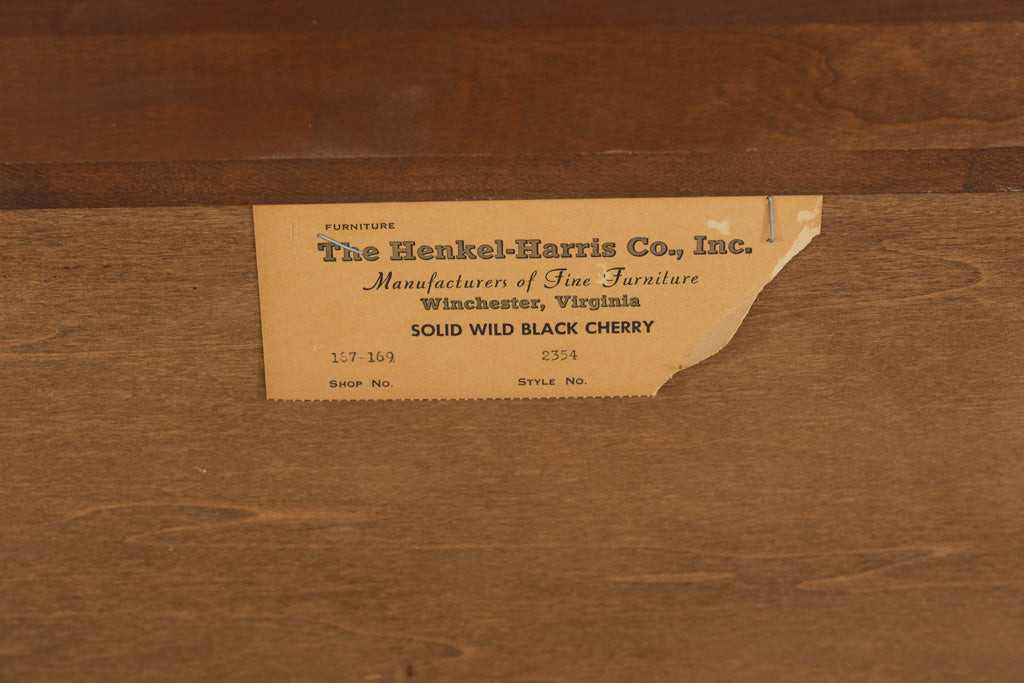 FURNITURE
The Henkel-Harris Co., Inc.
Manufacturers of Fine Furniture
Winchester, Virginia
SOLID WILD BLACK CHERRY
167-169 2354
SHOP NO. STYLE NO.